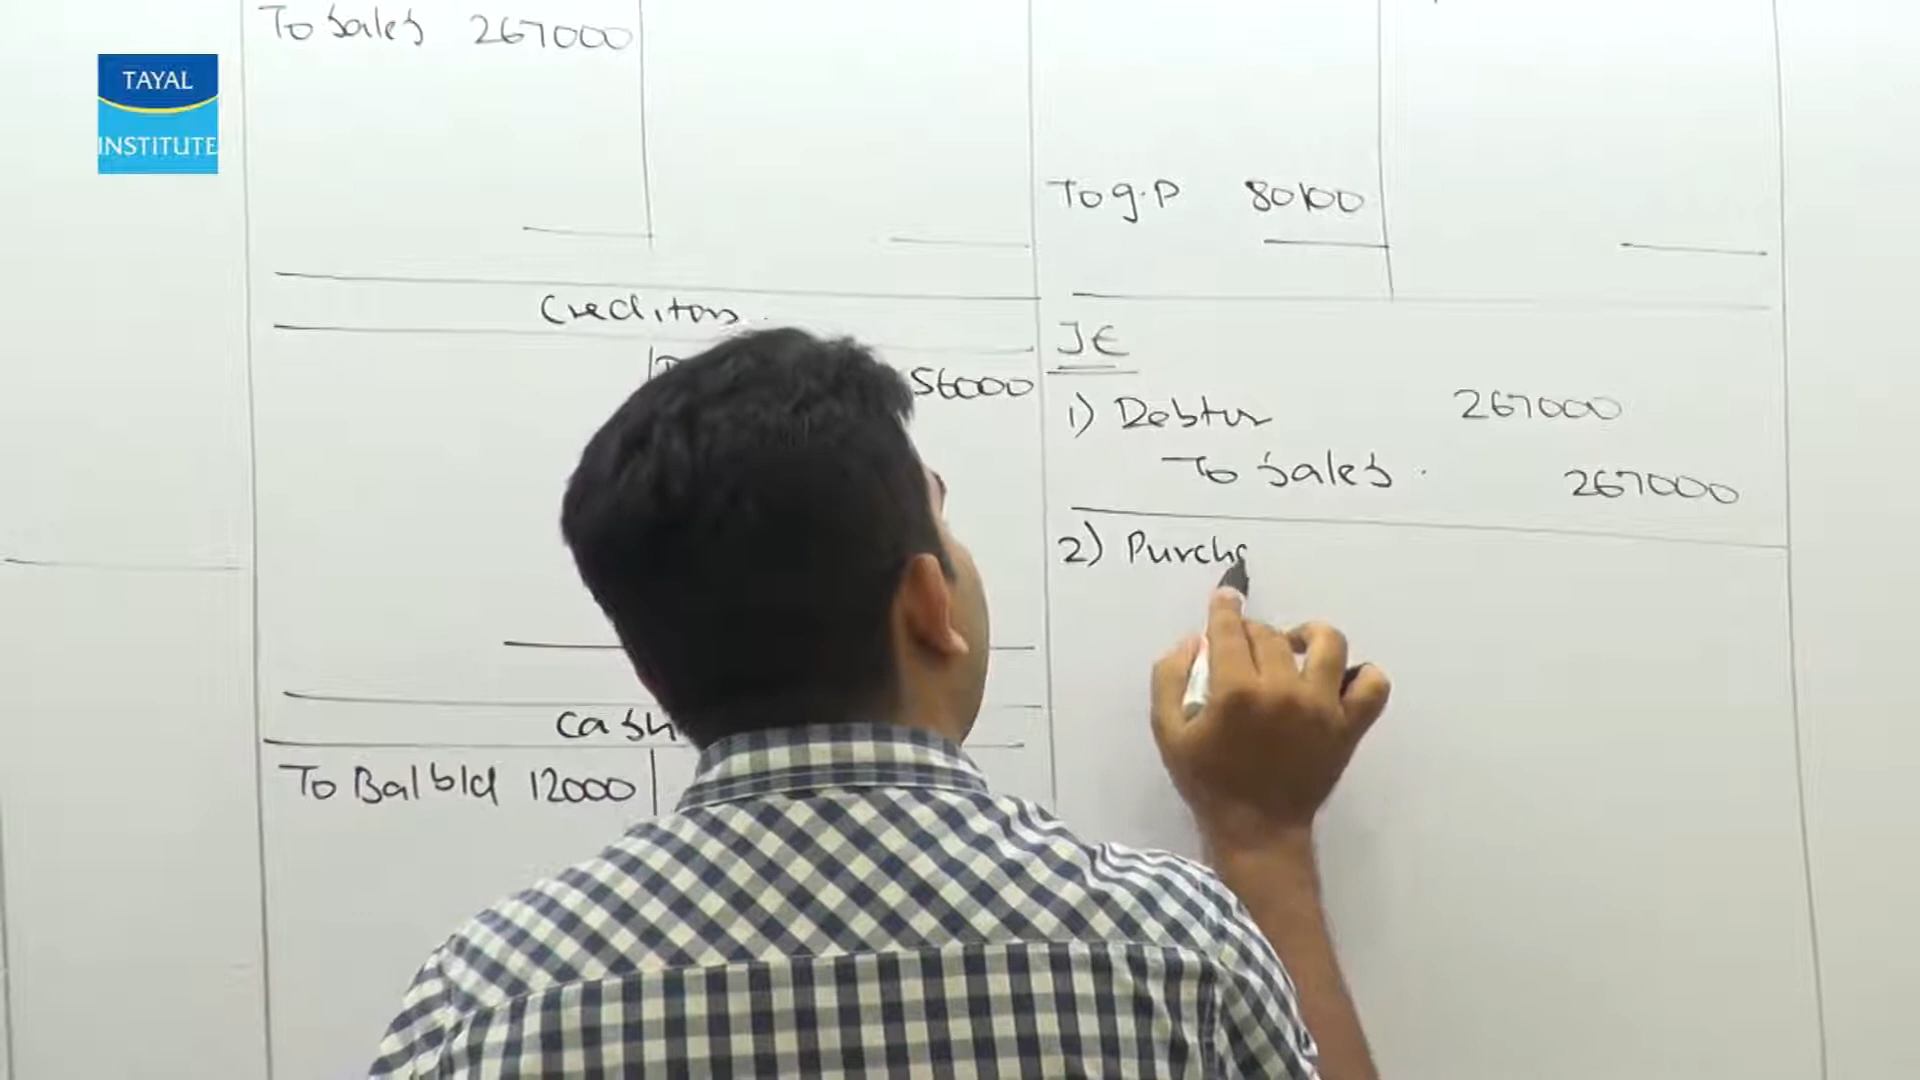 TAYAL
INSTITUTE
To Sales 267000
To g.P 80100
Creditors
56000
Cash
To Bal b/d 12000
JE
1) Debtor 267000
To Sales. 267000
2) Purcha